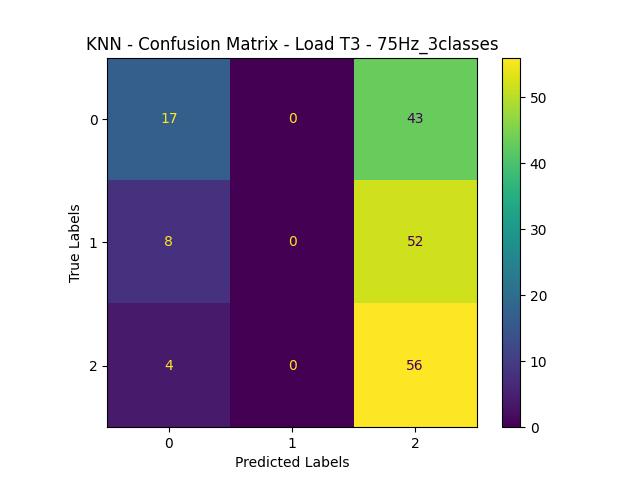 KNN - Confusion Matrix - Load T3 - 75Hz_3classes
0 17 0 43
1 8 0 52
2 4 0 56
0 1 2
Predicted Labels
True Labels
50
40
30
20
10
0